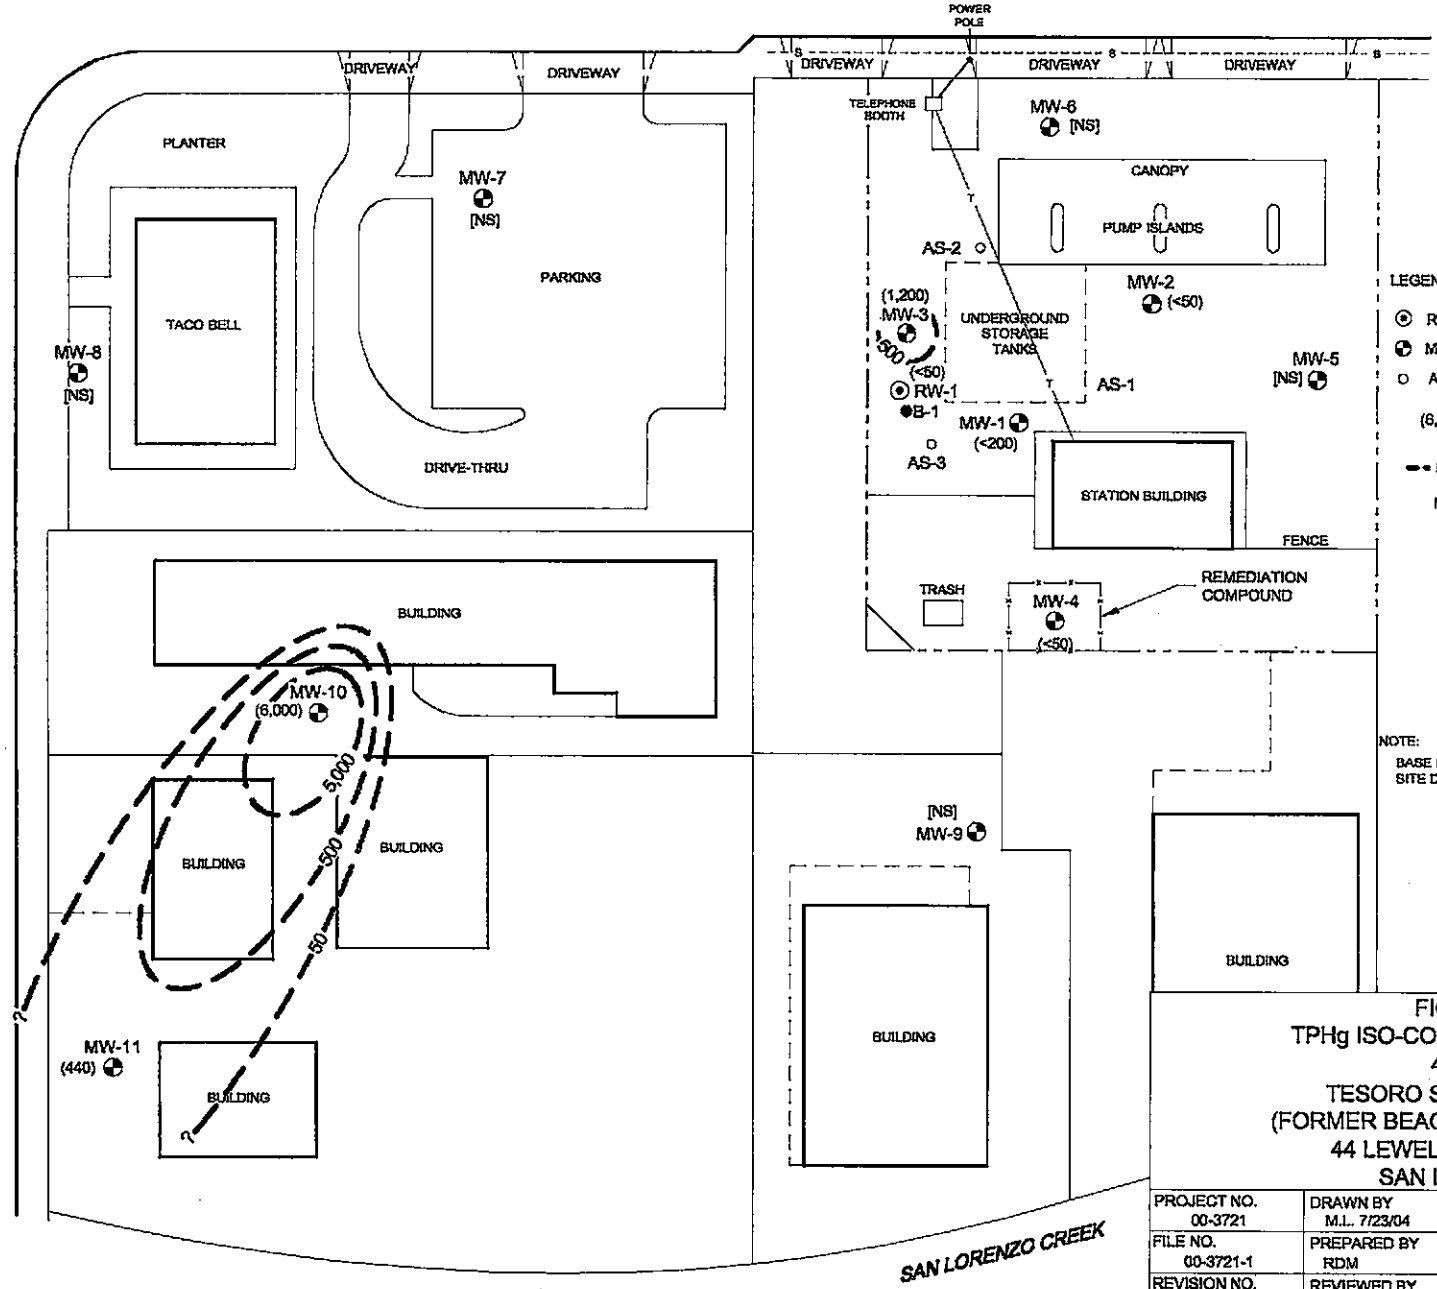 POWER
POLE
S
S
S
DRIVEWAY
DRIVEWAY
DRIVEWAY
DRIVEWAY
DRIVEWAY
TELEPHONE
BOOTH
MW-6
[NS]
PLANTER
MW-7
[NS]
CANOPY
T
PUMP ISLANDS
AS-2
PARKING
TACO BELL
MW-2
(<50)
(1,200)
MW-3
500
UNDERGROUND
STORAGE
TANKS
LEGEN
R
M
A
(6,
MW-8
[NS]
MW-5
[NS]
(<50)
RW-1
B-1
T
AS-1
MW-1
(<200)
AS-3
DRIVE-THRU
STATION BUILDING
FENCE
REMEDIATION
COMPOUND
TRASH
MW-4
(<50)
BUILDING
MW-10
(6,000)
5,000
500
50
?
?
NOTE:
BASE
SITE D
BUILDING
BUILDING
[NS]
MW-9
BUILDING
BUILDING
MW-11
(440)
BUILDING
SAN LORENZO CREEK
FI
TPHg ISO-CO
4
TESORO S
(FORMER BEAC
44 LEWEL
SAN L
PROJECT NO.
00-3721
DRAWN BY
M.L. 7/23/04
FILE NO.
00-3721-1
PREPARED BY
RDM
REVISION NO.
REVIEWED BY